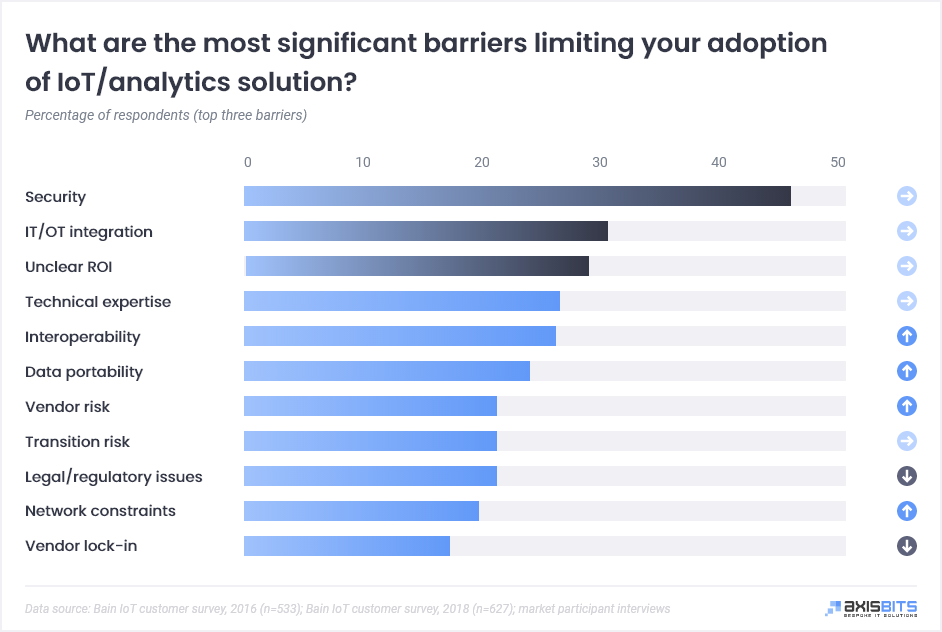 What are the most significant barriers limiting your adoption
of IoT/analytics solution?
Percentage of respondents (top three barriers)
0 10 20 30 40 50
Security
IT/OT integration
Unclear ROI
Technical expertise
Interoperability
Data portability
Vendor risk
Transition risk
Legal/regulatory issues
Network constraints
Vendor lock-in
Data source: Bain IoT customer survey, 2016 (n=533); Bain IoT customer survey, 2018 (n=627); market participant interviews
AXISBITS
BESPOKE IT SOLUTIONS